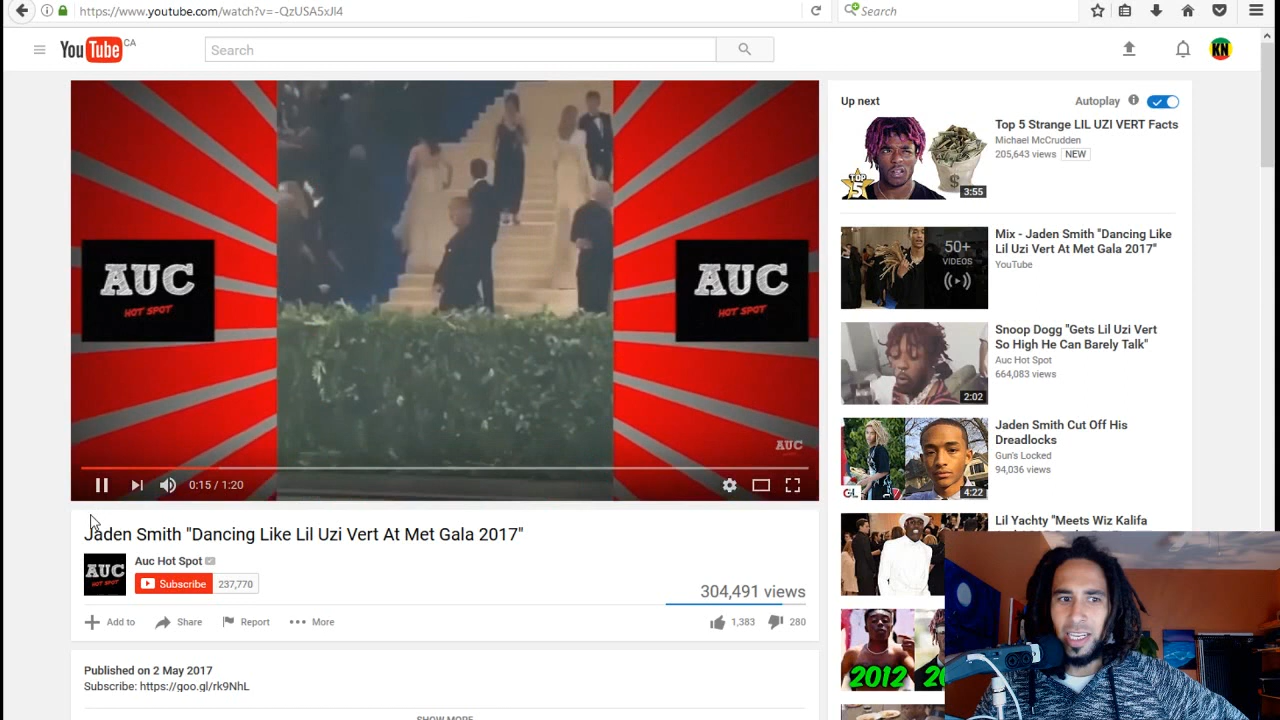 https://www.youtube.com/watch?v=-QzUSA5xJl4
Search
YouTube CA
Search
KN
AUC
HOT SPOT
AUC
HOT SPOT
AUC
0:15 / 1:20
Jaden Smith "Dancing Like Lil Uzi Vert At Met Gala 2017"
AUC
HOT SPOT
Auc Hot Spot
Subscribe 237,770
304,491 views
Add to Share Report More
1,383 280
Published on 2 May 2017
Subscribe: https://goo.gl/rk9NhL
SHOW MORE
Up next
Autoplay
TOP
5
3:55
Top 5 Strange LIL UZI VERT Facts
Michael McCrudden
205,643 views NEW
50+
VIDEOS
Mix - Jaden Smith "Dancing Like
Lil Uzi Vert At Met Gala 2017"
YouTube
2:02
Snoop Dogg "Gets Lil Uzi Vert
So High He Can Barely Talk"
Auc Hot Spot
664,083 views
GL
4:22
Jaden Smith Cut Off His
Dreadlocks
Gun's Locked
94,036 views
Lil Yachty "Meets Wiz Kalifa
2012